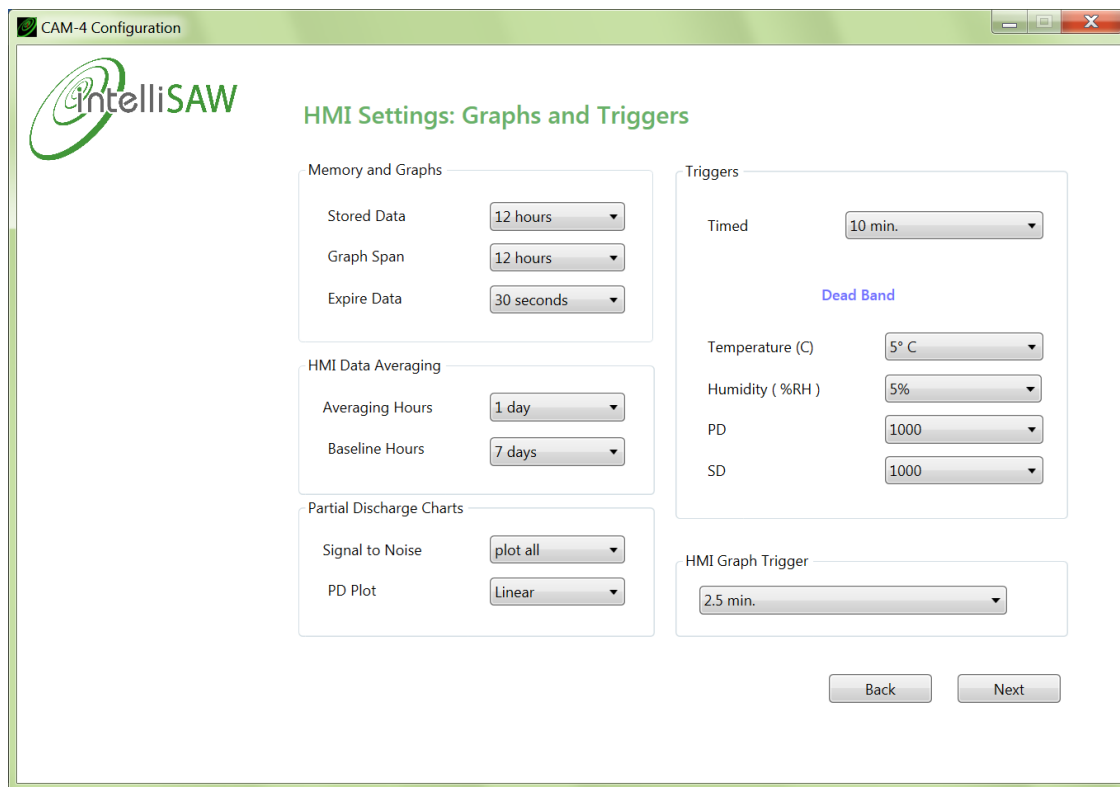 CAM-4 Configuration
intelliSAW
HMI Settings: Graphs and Triggers
Memory and Graphs
Stored Data 12 hours
Graph Span 12 hours
Expire Data 30 seconds
HMI Data Averaging
Averaging Hours 1 day
Baseline Hours 7 days
Partial Discharge Charts
Signal to Noise plot all
PD Plot Linear
Triggers
Timed 10 min.
Dead Band
Temperature (C) 5° C
Humidity ( %RH ) 5%
PD 1000
SD 1000
HMI Graph Trigger
2.5 min.
Back Next